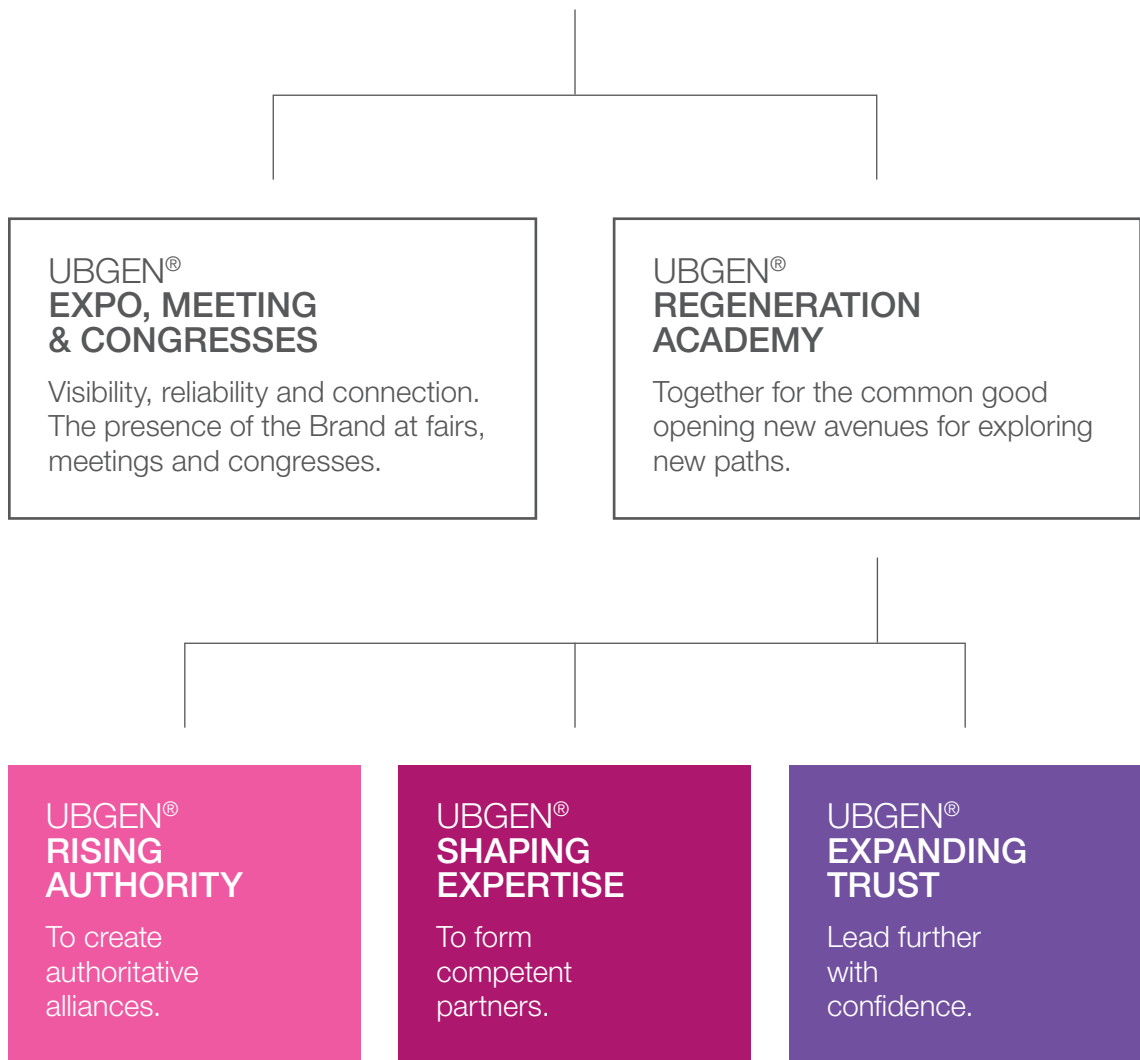 UBGEN®
EXPO, MEETING
& CONGRESSES
Visibility, reliability and connection.
The presence of the Brand at fairs,
meetings and congresses.
UBGEN®
REGENERATION
ACADEMY
Together for the common good
opening new avenues for exploring
new paths.
UBGEN®
RISING
AUTHORITY
To create
authoritative
alliances.
UBGEN®
SHAPING
EXPERTISE
To form
competent
partners.
UBGEN®
EXPANDING
TRUST
Lead further
with
confidence.